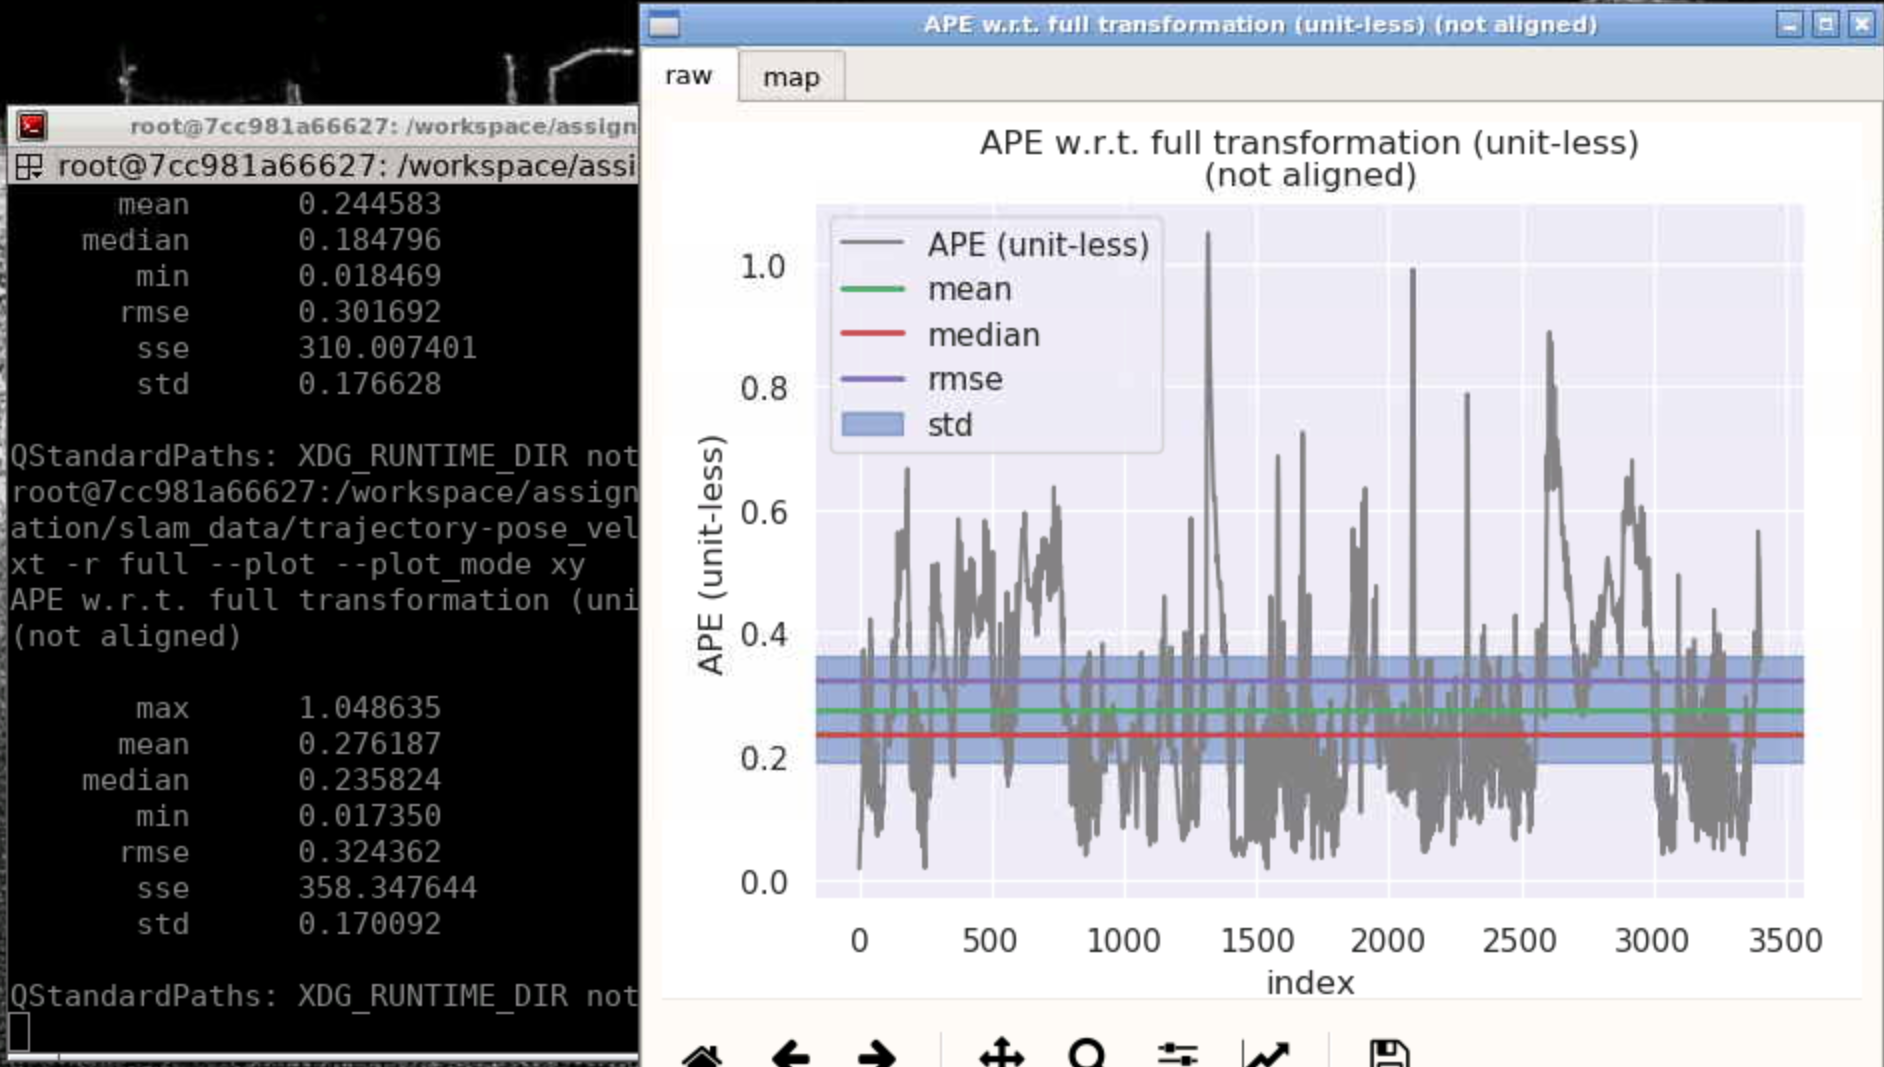 root@7cc981a66627: /workspace/assign
root@7cc981a66627: /workspace/assi
mean 0.244583
median 0.184796
min 0.018469
rmse 0.301692
sse 310.007401
std 0.176628
QStandardPaths: XDG_RUNTIME_DIR not
root@7cc981a66627:/workspace/assign
ation/slam_data/trajectory-pose_vel
xt -r full --plot --plot_mode xy
APE w.r.t. full transformation (uni
(not aligned)
max 1.048635
mean 0.276187
median 0.235824
min 0.017350
rmse 0.324362
sse 358.347644
std 0.170092
QStandardPaths: XDG_RUNTIME_DIR not
APE w.r.t. full transformation (unit-less) (not aligned)
raw map
APE w.r.t. full transformation (unit-less)
(not aligned)
APE (unit-less)
mean
median
rmse
std
APE (unit-less)
1.0
0.8
0.6
0.4
0.2
0.0
0 500 1000 1500 2000 2500 3000 3500
index